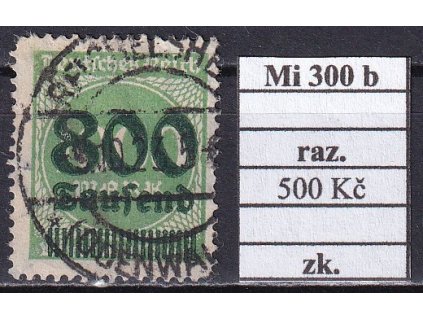 Deutsches Reich
800
Tausend
Mi 300 b
raz.
500 Kč
zk.